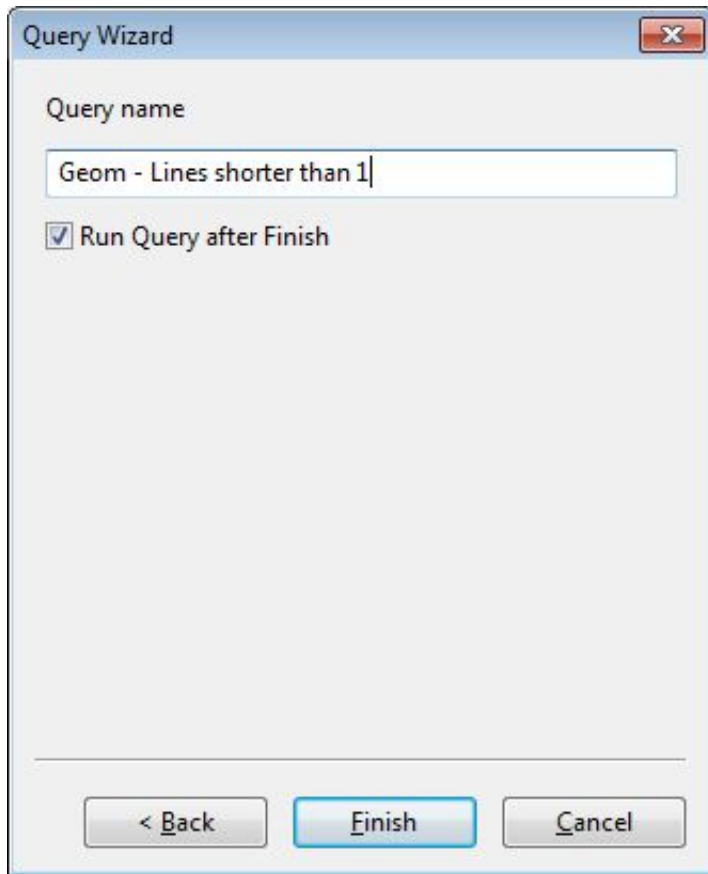 Query Wizard
Query name
Geom - Lines shorter than 1
Run Query after Finish
< Back
Finish
Cancel